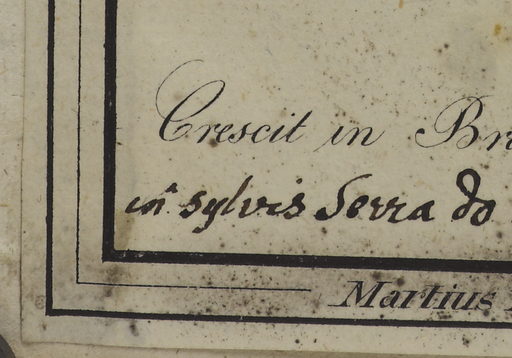 Crescit in Br
in sylvis Serra do
Martius